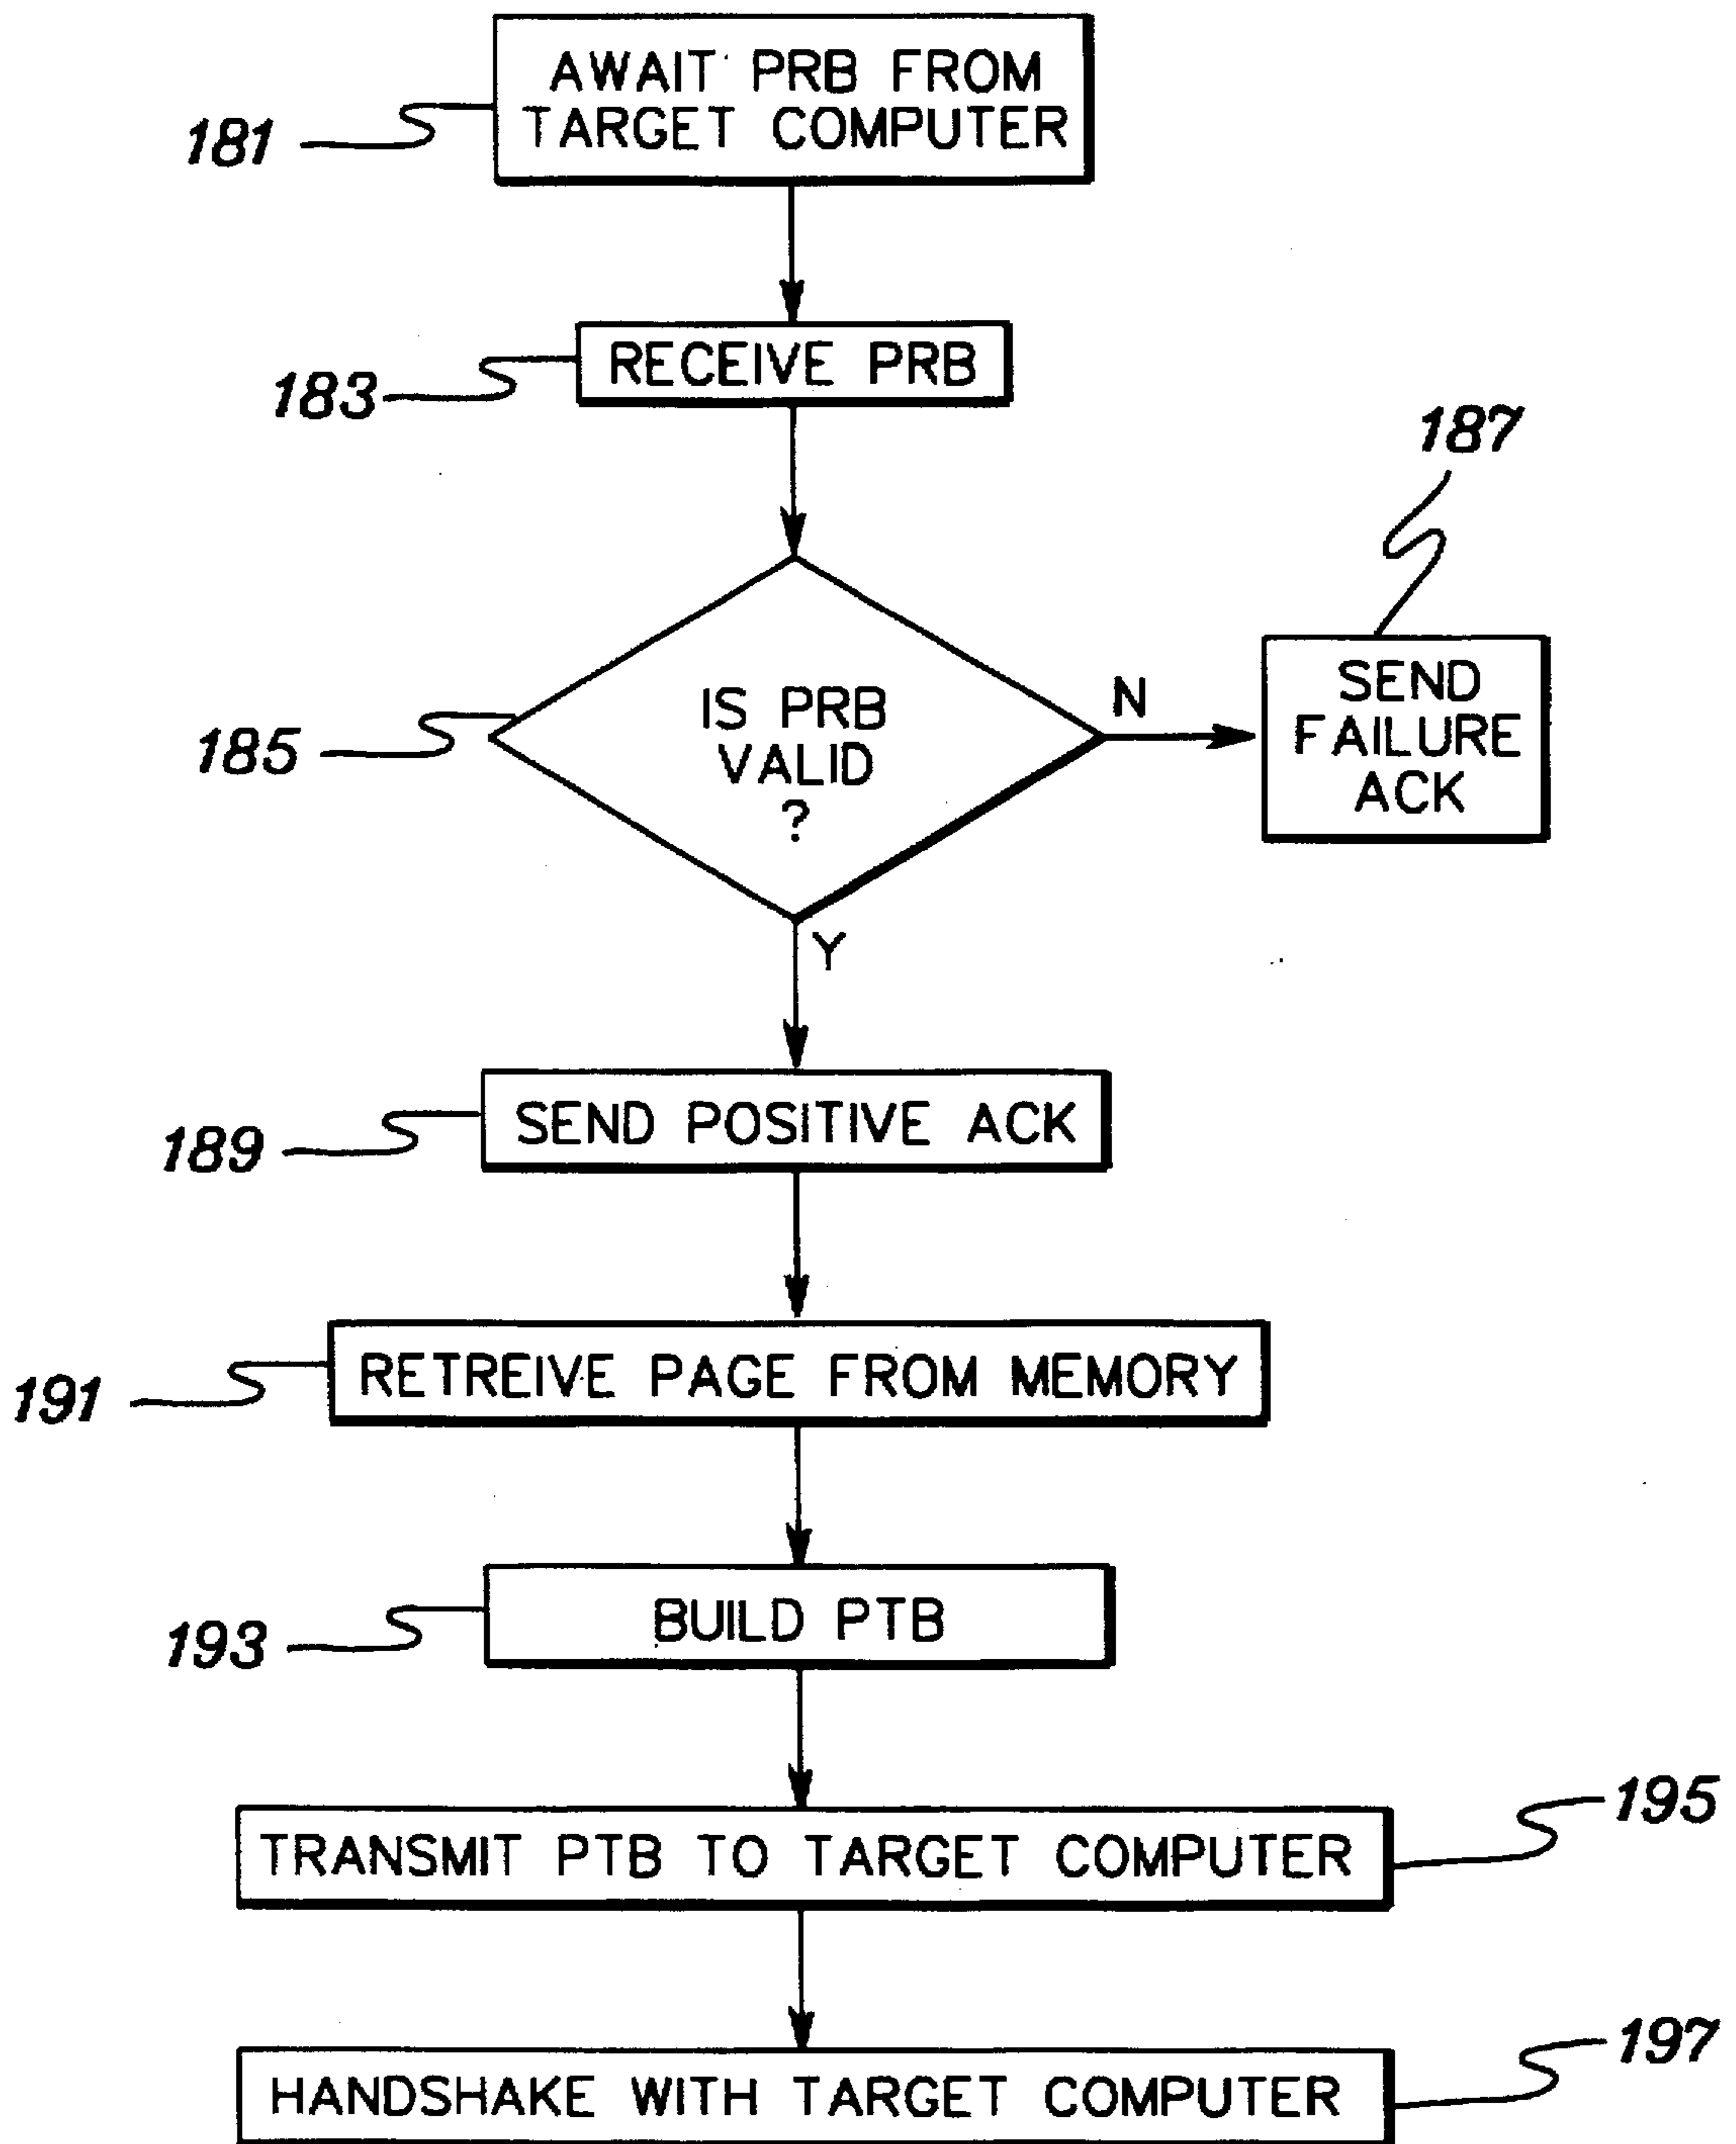 AWAIT PRB FROM
TARGET COMPUTER
181
RECEIVE PRB
183
187
IS PRB
VALID
?
185
N
SEND
FAILURE
ACK
Y
SEND POSITIVE ACK
189
RETREIVE PAGE FROM MEMORY
191
BUILD PTB
193
195
TRANSMIT PTB TO TARGET COMPUTER
197
HANDSHAKE WITH TARGET COMPUTER